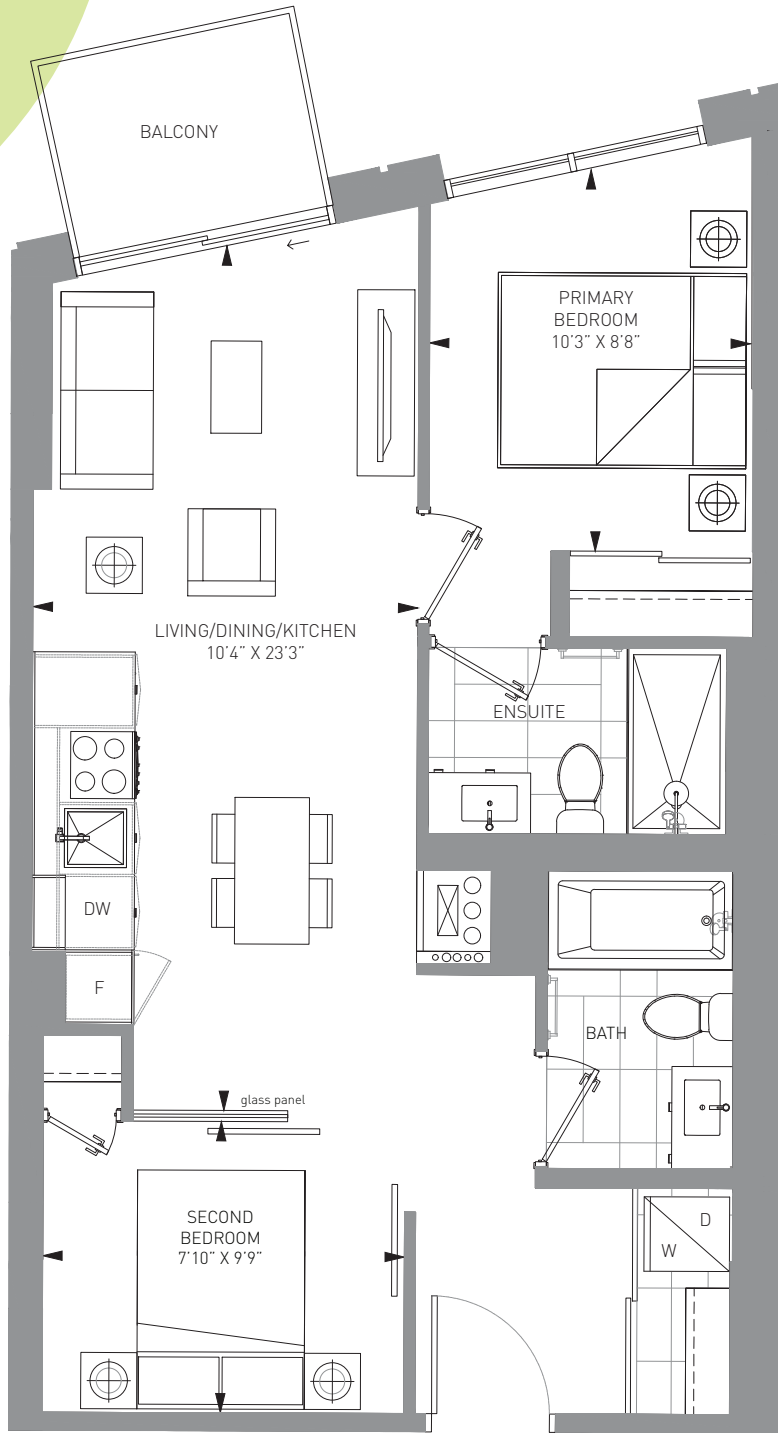 BALCONY
PRIMARY
BEDROOM
10'3" X 8'8"
LIVING/DINING/KITCHEN
10'4" X 23'3"
ENSUITE
DW
F
BATH
glass panel
SECOND
BEDROOM
7'10" X 9'9"
D
W